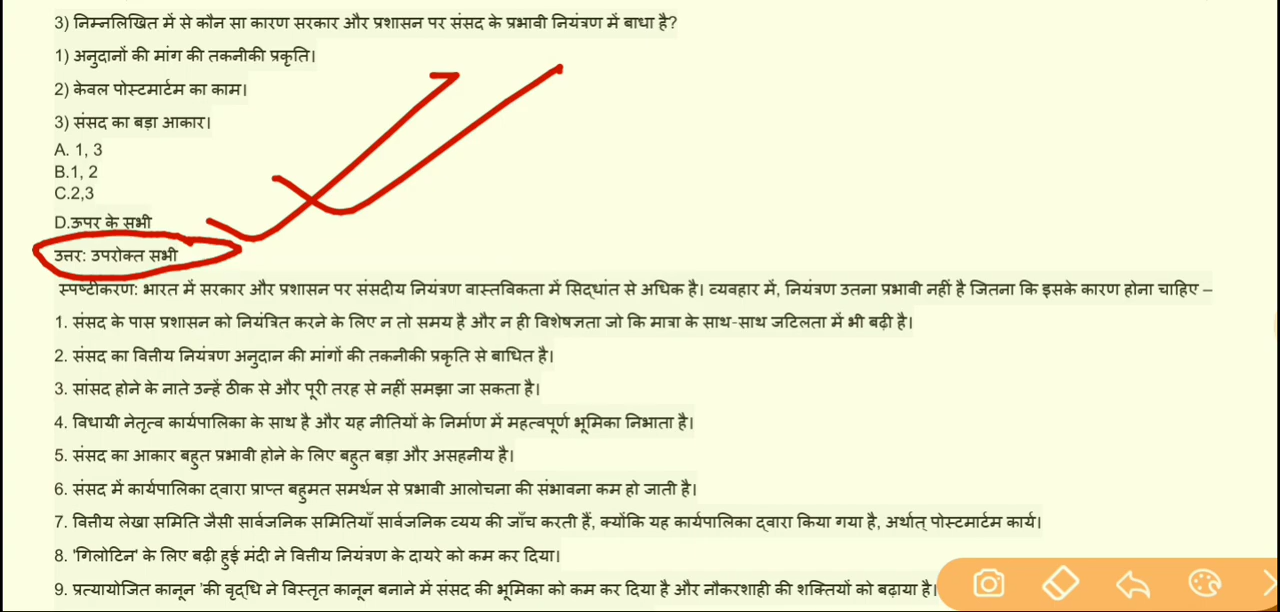 3) निम्नलिखित में से कौन सा कारण सरकार और प्रशासन पर संसद के प्रभावी नियंत्रण में बाधा है?
1) अनुदानों की मांग की तकनीकी प्रकृति।
2) केवल पोस्टमार्टम का काम।
3) संसद का बड़ा आकार।
A. 1, 3
B.1, 2
C.2,3
D.ऊपर के सभी
उत्तर: उपरोक्त सभी
स्पष्टीकरण: भारत में सरकार और प्रशासन पर संसदीय नियंत्रण वास्तविकता में सिद्धांत से अधिक है। व्यवहार में, नियंत्रण उतना प्रभावी नहीं है जितना कि इसके कारण होना चाहिए –
1. संसद के पास प्रशासन को नियंत्रित करने के लिए न तो समय है और न ही विशेषज्ञता जो कि मात्रा के साथ-साथ जटिलता में भी बढ़ी है।
2. संसद का वित्तीय नियंत्रण अनुदान की मांगों की तकनीकी प्रकृति से बाधित है।
3. सांसद होने के नाते उन्हें ठीक से और पूरी तरह से नहीं समझा जा सकता है।
4. विधायी नेतृत्व कार्यपालिका के साथ है और यह नीतियों के निर्माण में महत्वपूर्ण भूमिका निभाता है।
5. संसद का आकार बहुत प्रभावी होने के लिए बहुत बड़ा और असहनीय है।
6. संसद में कार्यपालिका द्वारा प्राप्त बहुमत समर्थन से प्रभावी आलोचना की संभावना कम हो जाती है।
7. वित्तीय लेखा समिति जैसी सार्वजनिक समितियाँ सार्वजनिक व्यय की जाँच करती हैं, क्योंकि यह कार्यपालिका द्वारा किया गया है, अर्थात् पोस्टमार्टम कार्य।
8. 'गिलोटिन' के लिए बढ़ी हुई मंदी ने वित्तीय नियंत्रण के दायरे को कम कर दिया।
9. प्रत्यायोजित कानून 'की वृद्धि ने विस्तृत कानून बनाने में संसद की भूमिका को कम कर दिया है और नौकरशाही की शक्तियों को बढ़ाया है।